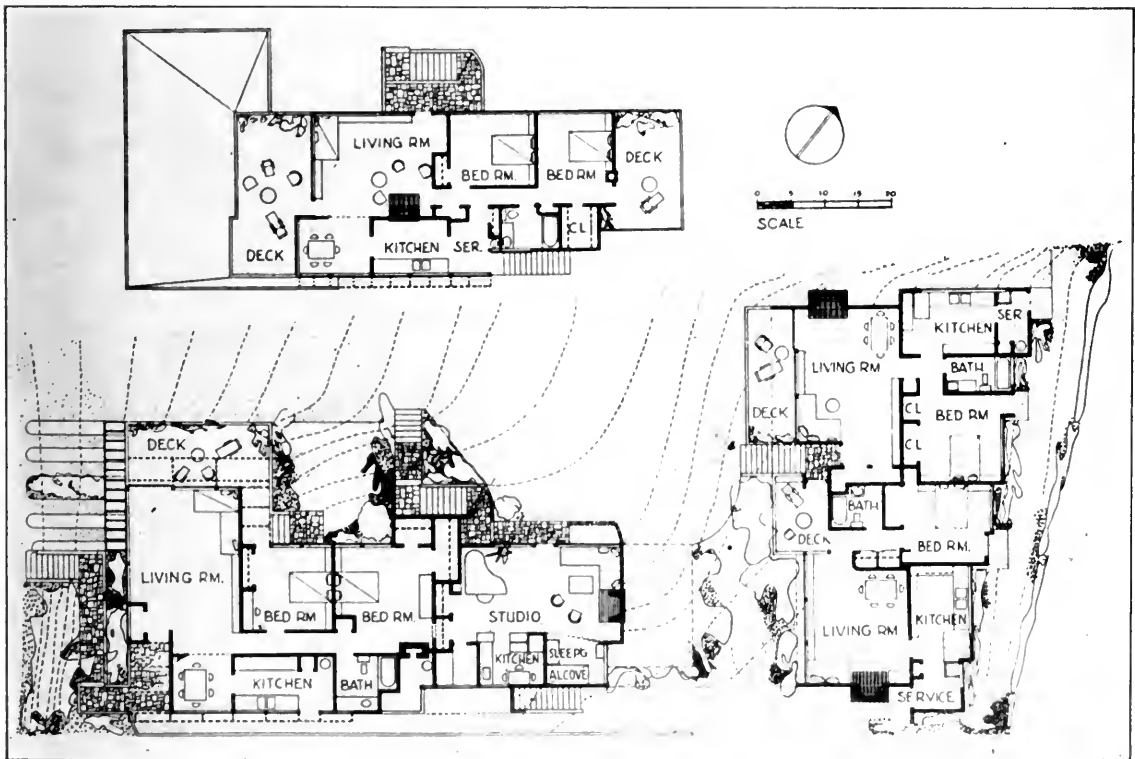 LIVING RM
BED RM.
BED RM
DECK
DECK
KITCHEN
SER.
CL
0 5 10 15 20
SCALE
DECK
LIVING RM.
BED RM
BED RM.
STUDIO
KITCHEN
BATH
KITCHEN
SLEEPG
ALCOVE
KITCHEN
SER
LIVING RM
BATH
DECK
CL
BED RM
CL
BATH
DECK
BED RM.
LIVING RM
KITCHEN
SERVICE